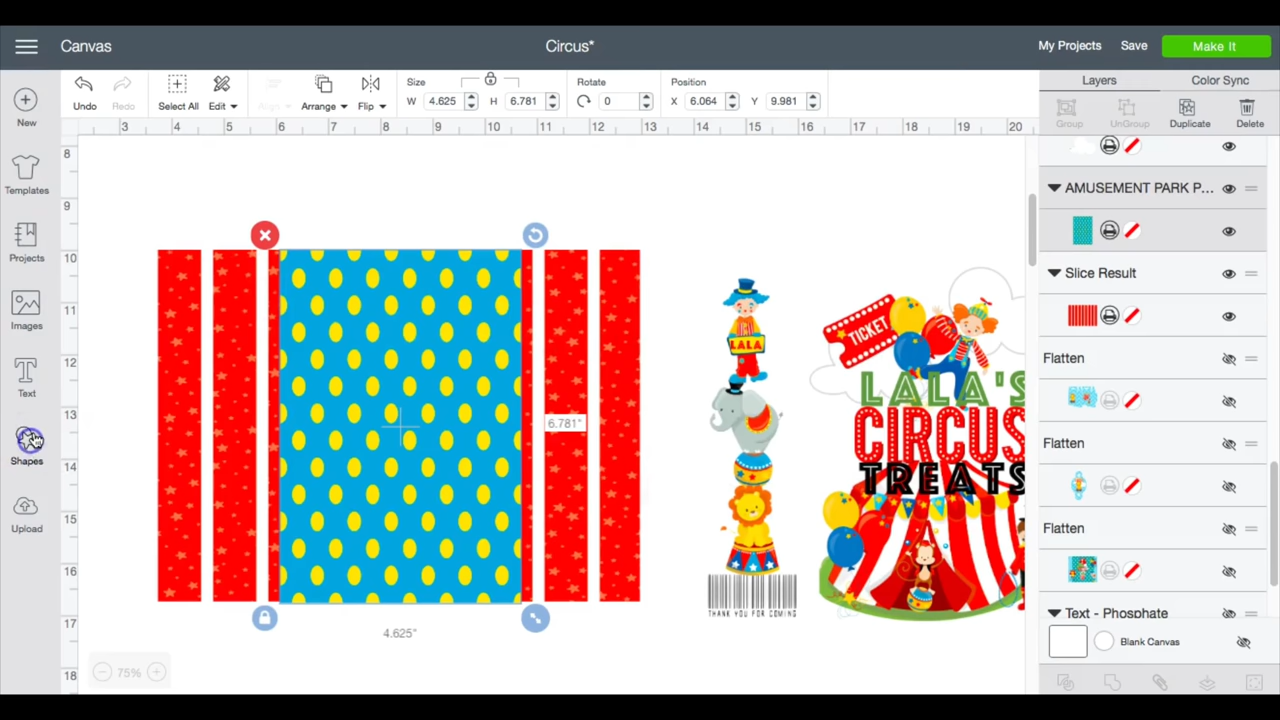 Canvas
Circus*
My Projects
Save
Make It
New
Templates
Projects
Images
Text
Shapes
Upload
Undo
Redo
Select All
Edit
Align
Arrange
Flip
Size
W 4.625
H 6.781
Rotate
0
Position
X 6.064
Y 9.981
3 4 5 6 7 8 9 10 11 12 13 14 15 16 17 18 19 20
8
9
10
11
12
13
14
15
16
17
18
6.781"
4.625"
75%
LALA
THANK YOU FOR COMING
TICKET
LALA'S
CIRCUS
TREATS
Layers
Color Sync
Group
UnGroup
Duplicate
Delete
AMUSEMENT PARK P...
Slice Result
Flatten
Flatten
Flatten
Text - Phosphate
Blank Canvas